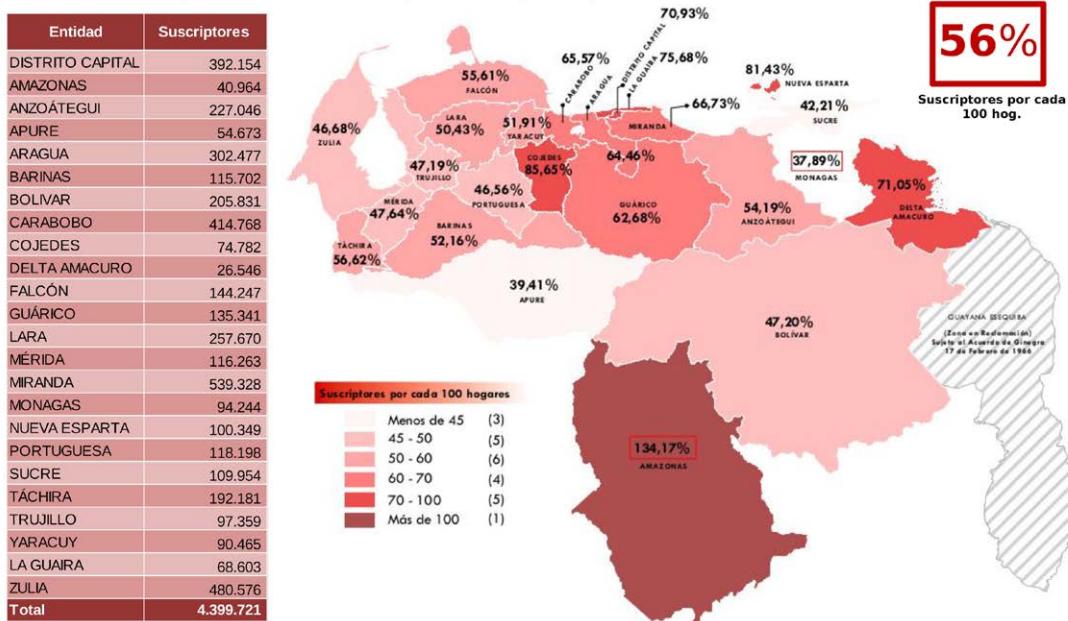 Entidad Suscriptores
DISTRITO CAPITAL 392.154
AMAZONAS 40.964
ANZOÁTEGUI 227.046
APURE 54.673
ARAGUA 302.477
BARINAS 115.702
BOLIVAR 205.831
CARABOBO 414.768
COJEDES 74.782
DELTA AMACURO 26.546
FALCÓN 144.247
GUÁRICO 135.341
LARA 257.670
MÉRIDA 116.263
MIRANDA 539.328
MONAGAS 94.244
NUEVA ESPARTA 100.349
PORTUGUESA 118.198
SUCRE 109.954
TÁCHIRA 192.181
TRUJILLO 97.359
YARACUY 90.465
LA GUAIRA 68.603
ZULIA 480.576
Total 4.399.721
56%
Suscriptores por cada
100 hog.
70,93%
DISTRITO CAPITAL
75,68%
LA GUAIRA
65,57%
CARABOBO
ARAGUA
66,73%
MIRANDA
81,43%
NUEVA ESPARTA
42,21%
SUCRE
55,61%
FALCÓN
46,68%
ZULIA
LARA
50,43%
51,91%
YARACUY
47,19%
TRUJILLO
COJEDES
85,65%
64,46%
37,89%
MONAGAS
71,05%
DELTA
AMACURO
MÉRIDA
47,64%
46,56%
PORTUGUESA
GUÁRICO
62,68%
54,19%
ANZOÁTEGUI
TÁCHIRA
56,62%
BARINAS
52,16%
39,41%
APURE
47,20%
BOLÍVAR
GUAYANA ESEQUIBA
(Zona en Reclamación)
Sujeto al Acuerdo de Ginegra
17 de Febrero de 1966
134,17%
AMAZONAS
Suscriptores por cada 100 hogares
Menos de 45 (3)
45 - 50 (5)
50 - 60 (6)
60 - 70 (4)
70 - 100 (5)
Más de 100 (1)